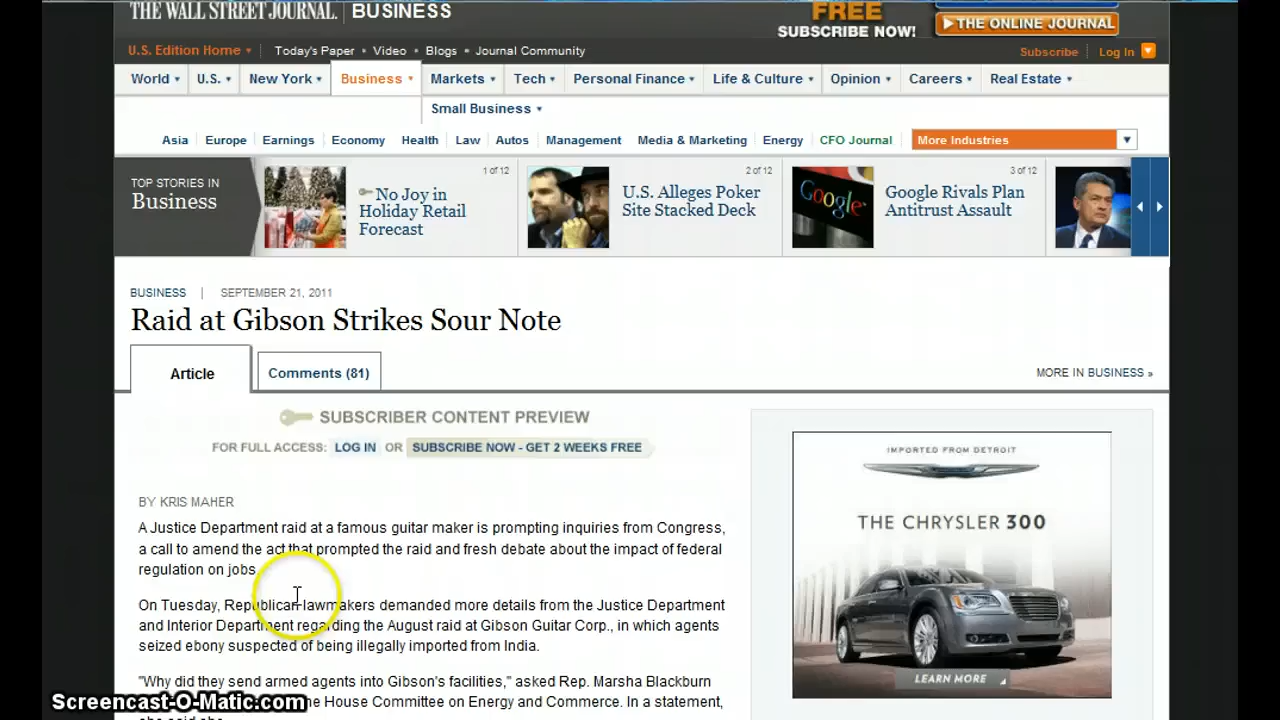 THE WALL STREET JOURNAL. | BUSINESS
FREE
SUBSCRIBE NOW!
THE ONLINE JOURNAL
U.S. Edition Home
Today's Paper • Video • Blogs • Journal Community
Subscribe Log In
World U.S. New York Business Markets Tech Personal Finance Life & Culture Opinion Careers Real Estate
Small Business
Asia Europe Earnings Economy Health Law Autos Management Media & Marketing Energy CFO Journal More Industries
TOP STORIES IN
Business
1 of 12
No Joy in
Holiday Retail
Forecast
2 of 12
U.S. Alleges Poker
Site Stacked Deck
Google
3 of 12
Google Rivals Plan
Antitrust Assault
BUSINESS | SEPTEMBER 21, 2011
Raid at Gibson Strikes Sour Note
Article
Comments (81)
MORE IN BUSINESS »
SUBSCRIBER CONTENT PREVIEW
FOR FULL ACCESS: LOG IN OR SUBSCRIBE NOW - GET 2 WEEKS FREE
BY KRIS MAHER
A Justice Department raid at a famous guitar maker is prompting inquiries from Congress,
a call to amend the act that prompted the raid and fresh debate about the impact of federal
regulation on jobs.
On Tuesday, Republican lawmakers demanded more details from the Justice Department
and Interior Department regarding the August raid at Gibson Guitar Corp., in which agents
seized ebony suspected of being illegally imported from India.
"Why did they send armed agents into Gibson's facilities," asked Rep. Marsha Blackburn
he House Committee on Energy and Commerce. In a statement,
IMPORTED FROM DETROIT
THE CHRYSLER 300
LEARN MORE
Screencast-O-Matic.com